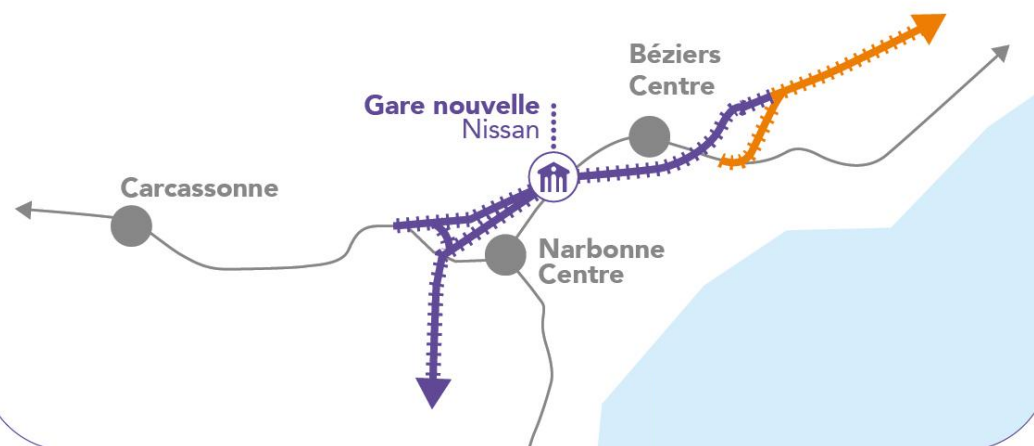 Béziers
Centre
Gare nouvelle
Nissan
Carcassonne
Narbonne
Centre